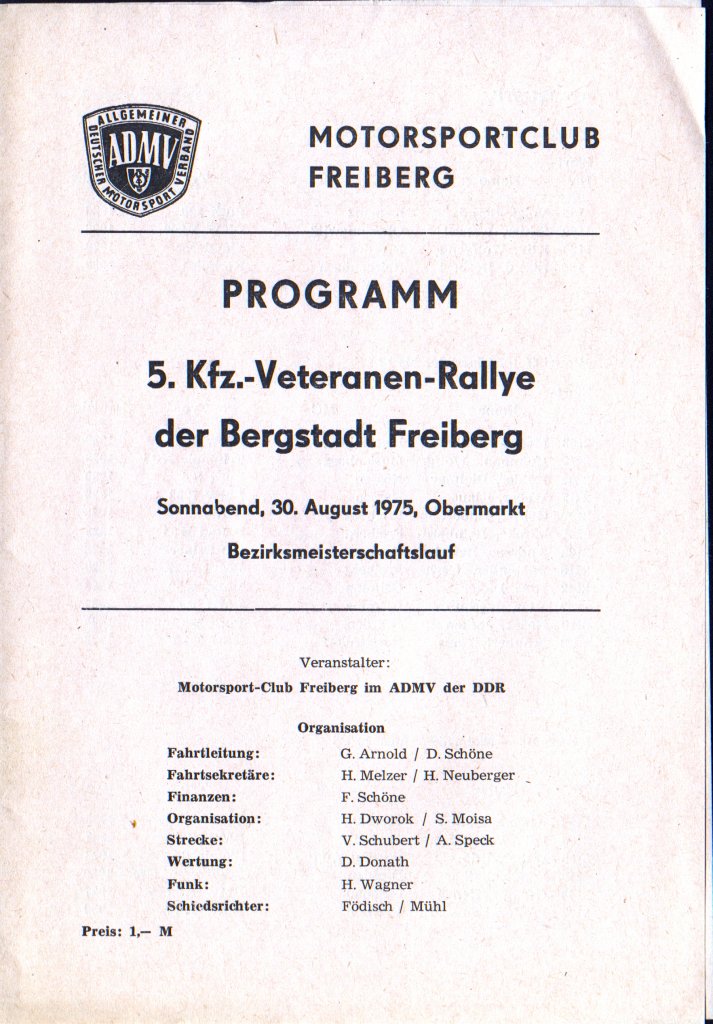 ALLGEMEINER
DEUTSCHER MOTORSPORT VERBAND
ADMV
MOTORSPORTCLUB
FREIBERG
PROGRAMM
5. Kfz.-Veteranen-Rallye
der Bergstadt Freiberg
Sonnabend, 30. August 1975, Obermarkt
Bezirksmeisterschaftslauf
Veranstalter:
Motorsport-Club Freiberg im ADMV der DDR
Organisation
Fahrtleitung: G. Arnold / D. Schöne
Fahrtsekretäre: H. Melzer / H. Neuberger
Finanzen: F. Schöne
Organisation: H. Dworok / S. Moisa
Strecke: V. Schubert / A. Speck
Wertung: D. Donath
Funk: H. Wagner
Schiedsrichter: Födisch / Mühl
Preis: 1,— M